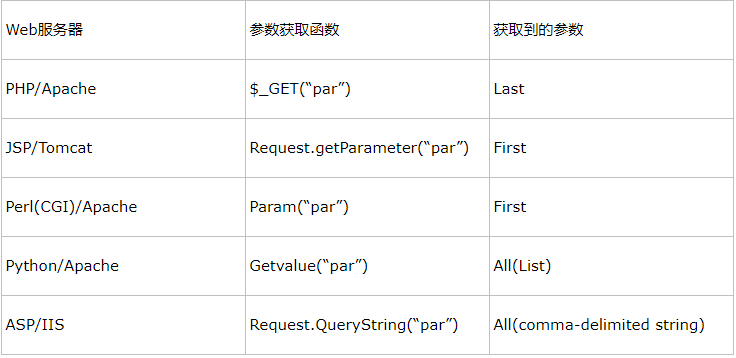 Web服务器 参数获取函数 获取到的参数
PHP/Apache $_GET(“par”) Last
JSP/Tomcat Request.getParameter(“par”) First
Perl(CGI)/Apache Param(“par”) First
Python/Apache Getvalue(“par”) All(List)
ASP/IIS Request.QueryString(“par”) All(comma-delimited string)